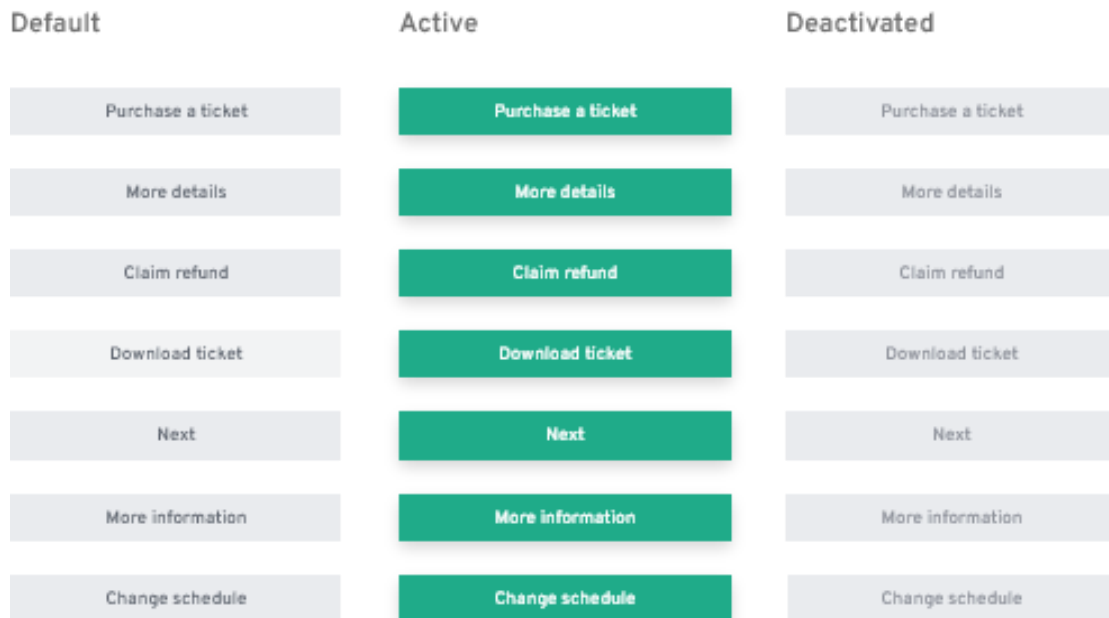 Default Active Deactivated
Purchase a ticket Purchase a ticket Purchase a ticket
More details More details More details
Claim refund Claim refund Claim refund
Download ticket Download ticket Download ticket
Next Next Next
More information More information More information
Change schedule Change schedule Change schedule